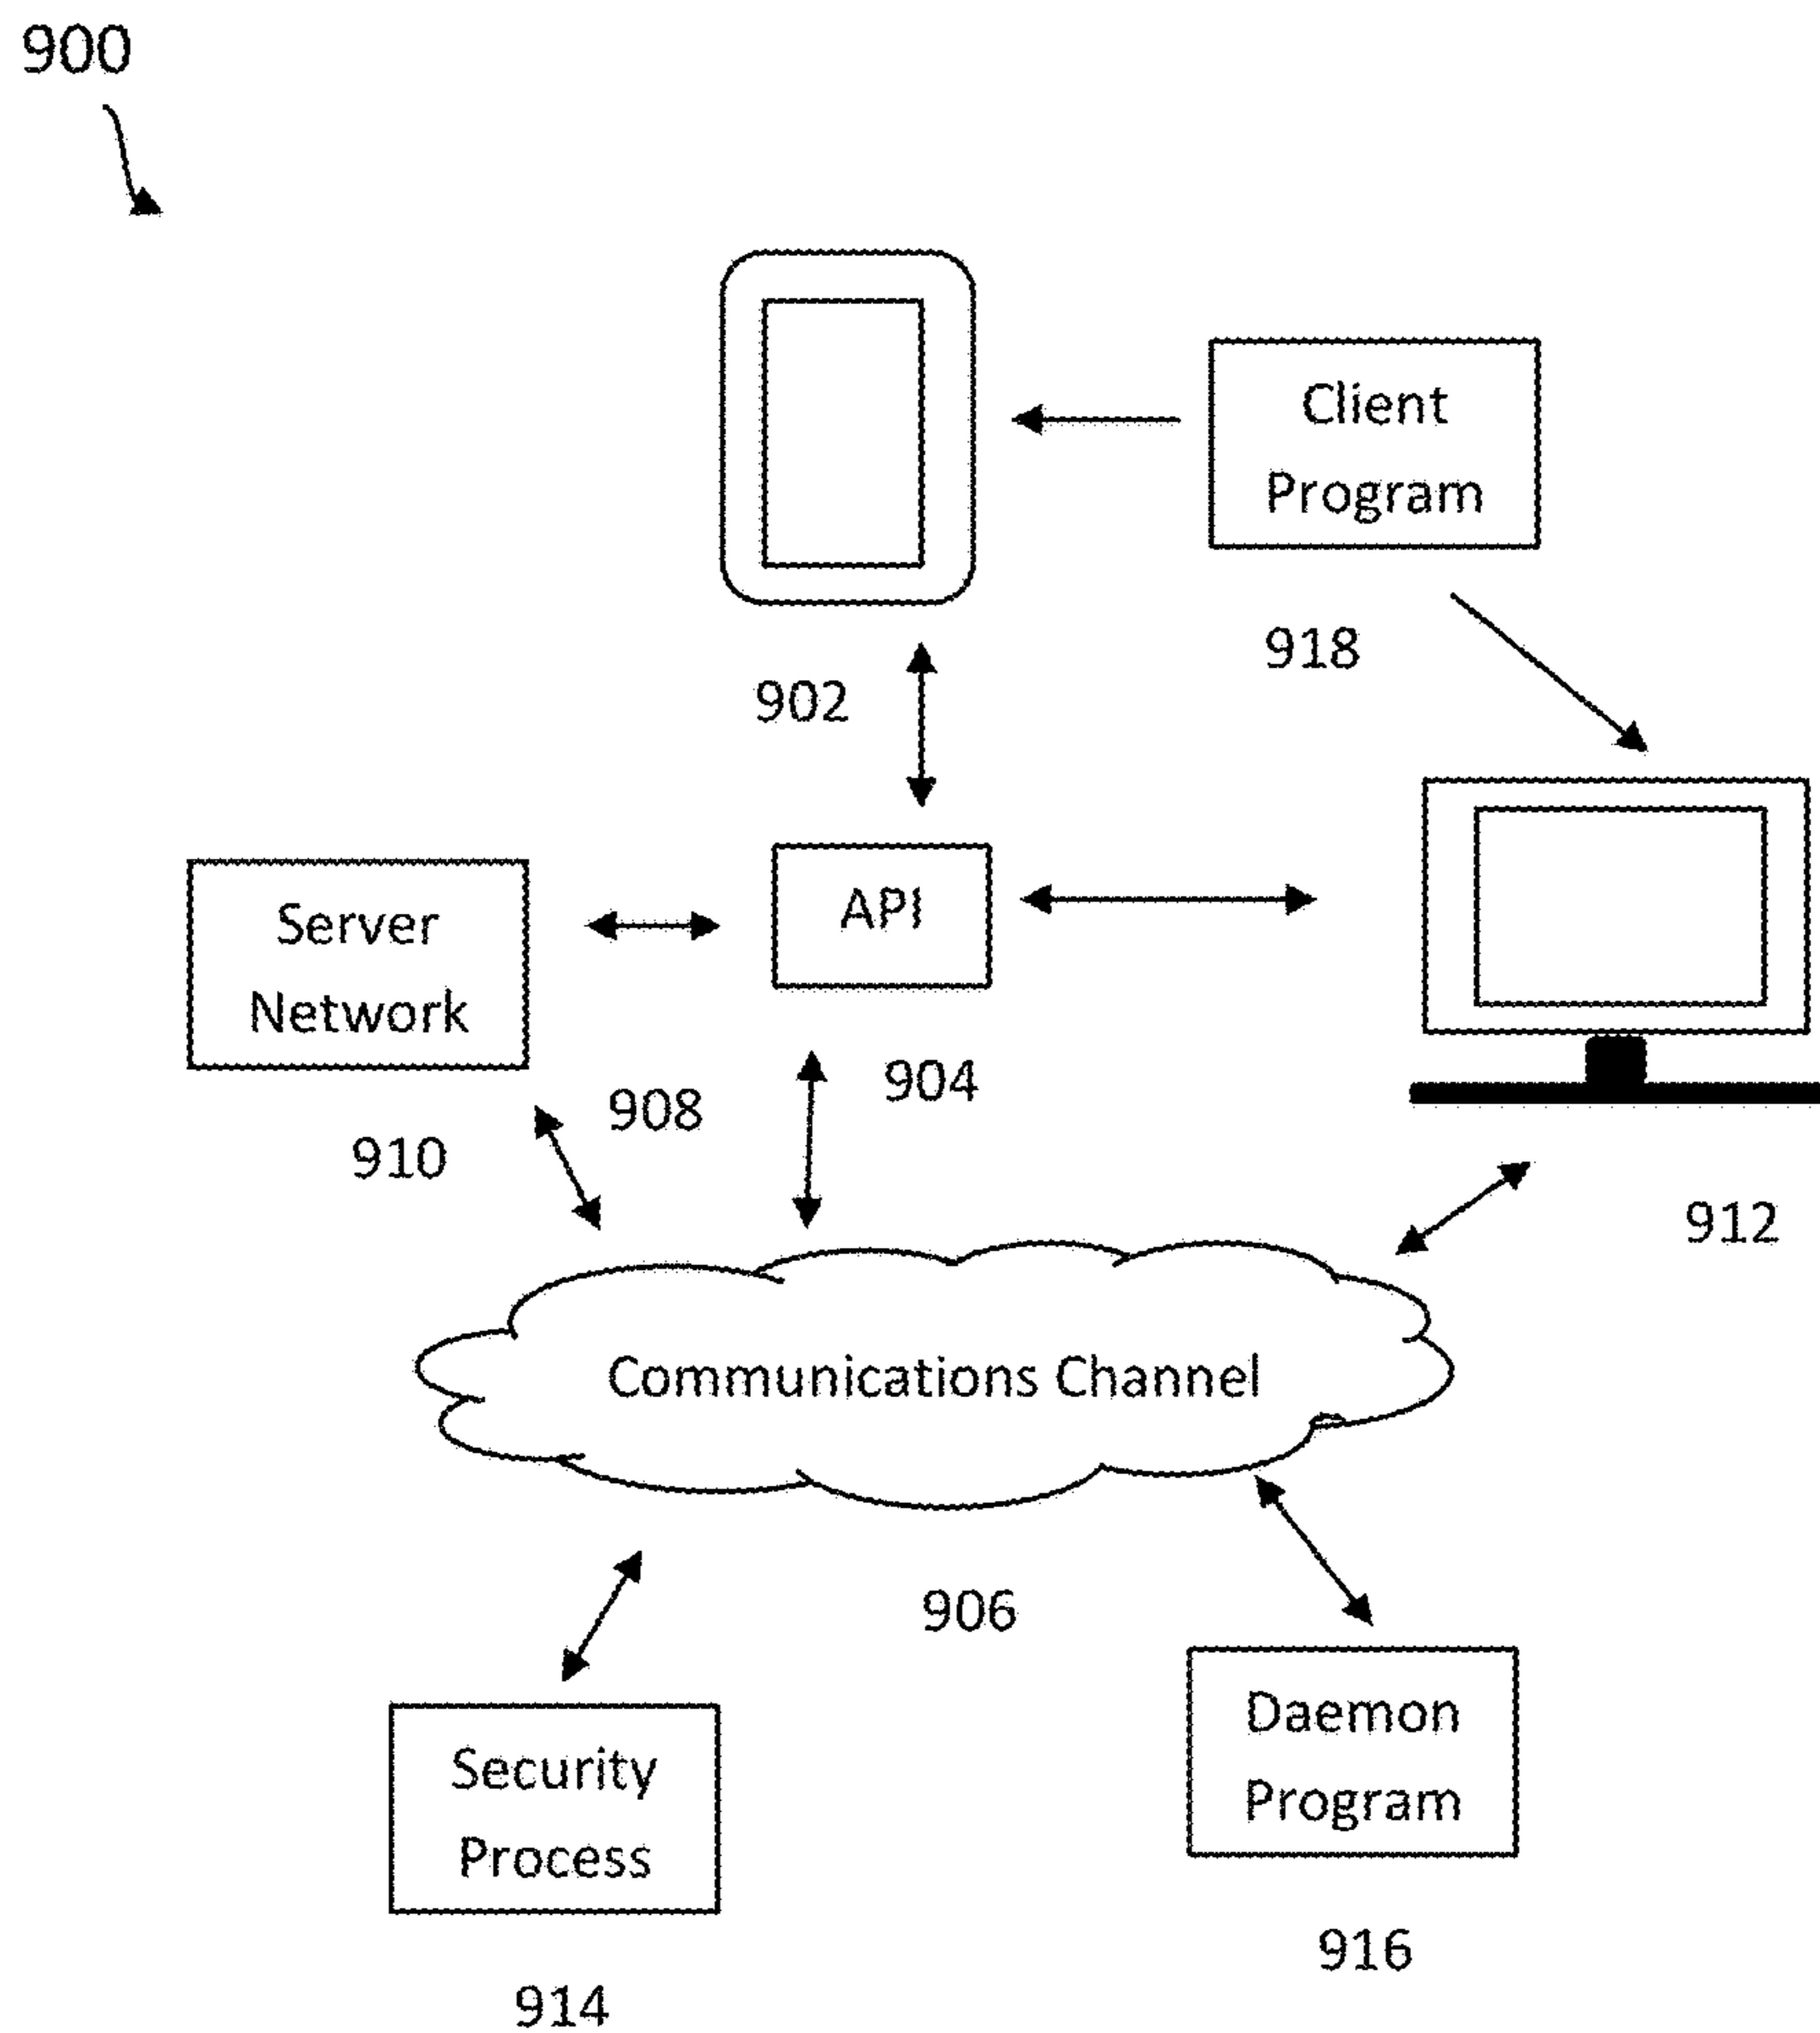 900
Client
Program
918
902
Server
Network
API
904
908
910
912
Communications Channel
906
Daemon
Program
Security
Process
916
914